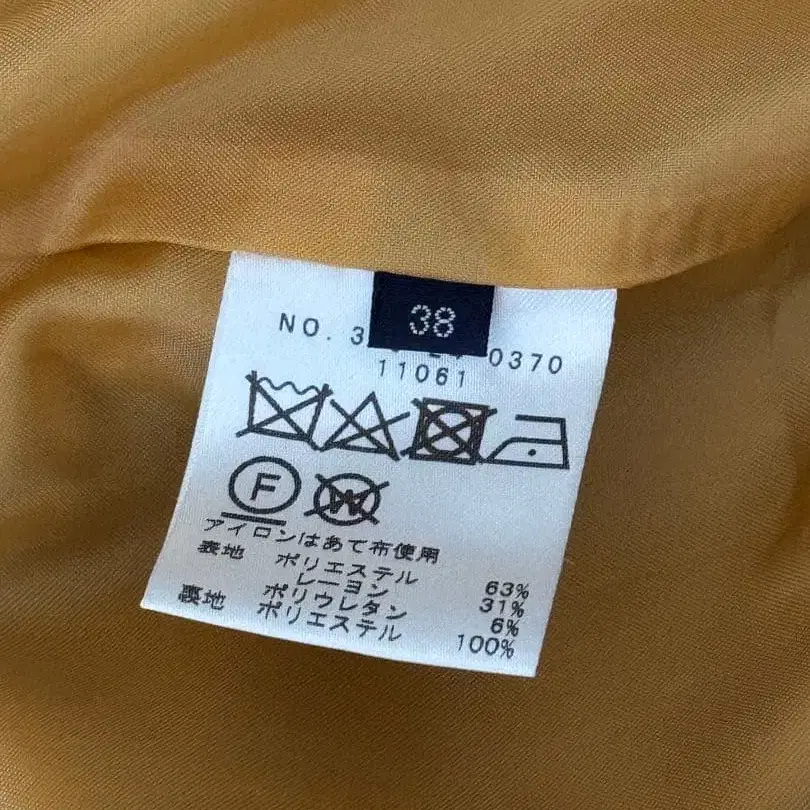 38
NO. 3 0370
11061
F
W
アイロンはあて布使用
表地 ポリエステル 63%
レーヨン 31%
ポリウレタン 6%
裏地 ポリエステル 100%